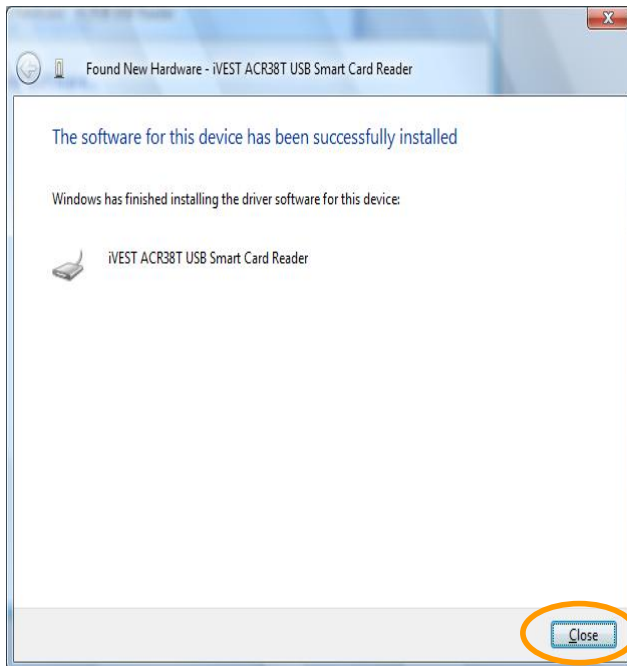 Found New Hardware - iVEST ACR38T USB Smart Card Reader
The software for this device has been successfully installed
Windows has finished installing the driver software for this device:
iVEST ACR38T USB Smart Card Reader
Close